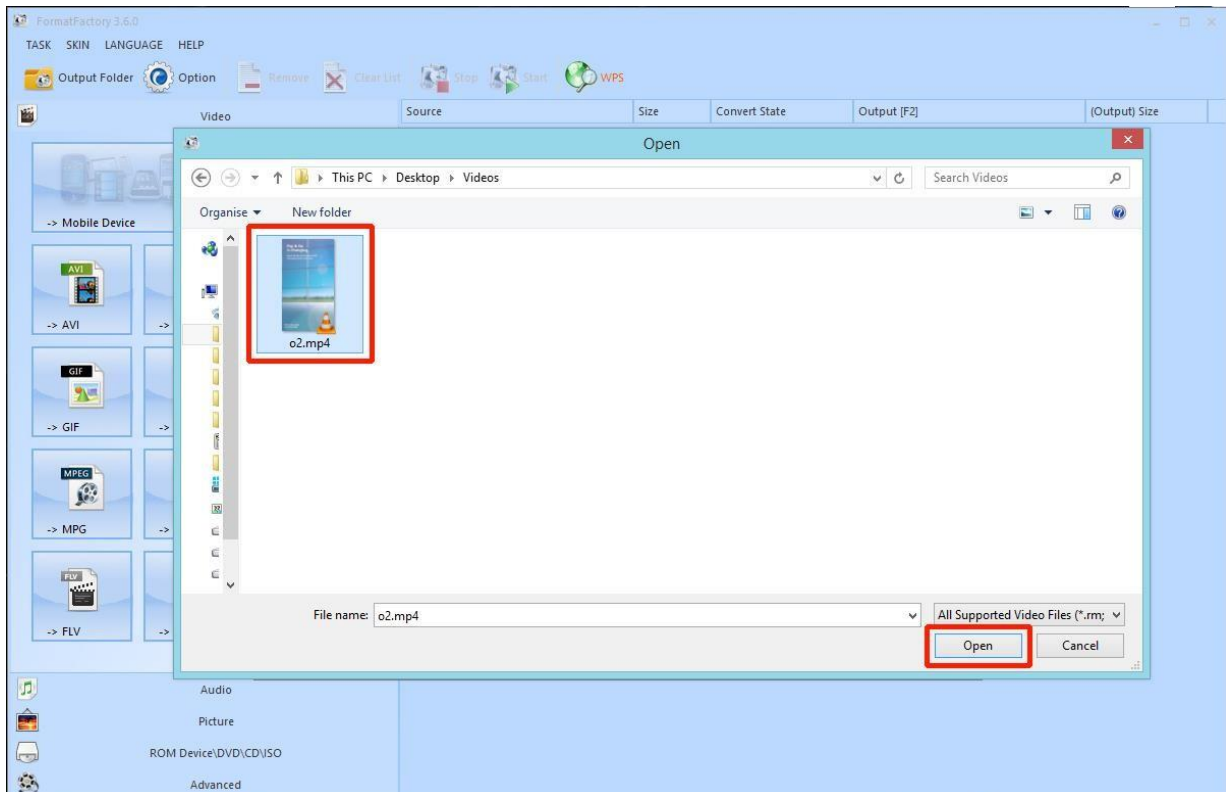 FormatFactory 3.6.0
TASK SKIN LANGUAGE HELP
Output Folder Option Remove Clear List Stop Start WPS
Video
Source Size Convert State Output [F2] (Output) Size
Open
This PC Desktop Videos
Search Videos
Organise New folder
-> Mobile Device
AVI
-> AVI ->
o2.mp4
GIF
-> GIF ->
MPEG
-> MPG ->
FLV
-> FLV ->
File name: o2.mp4 All Supported Video Files (*.rm;
Open Cancel
Audio
Picture
ROM Device\DVD\CD\ISO
Advanced